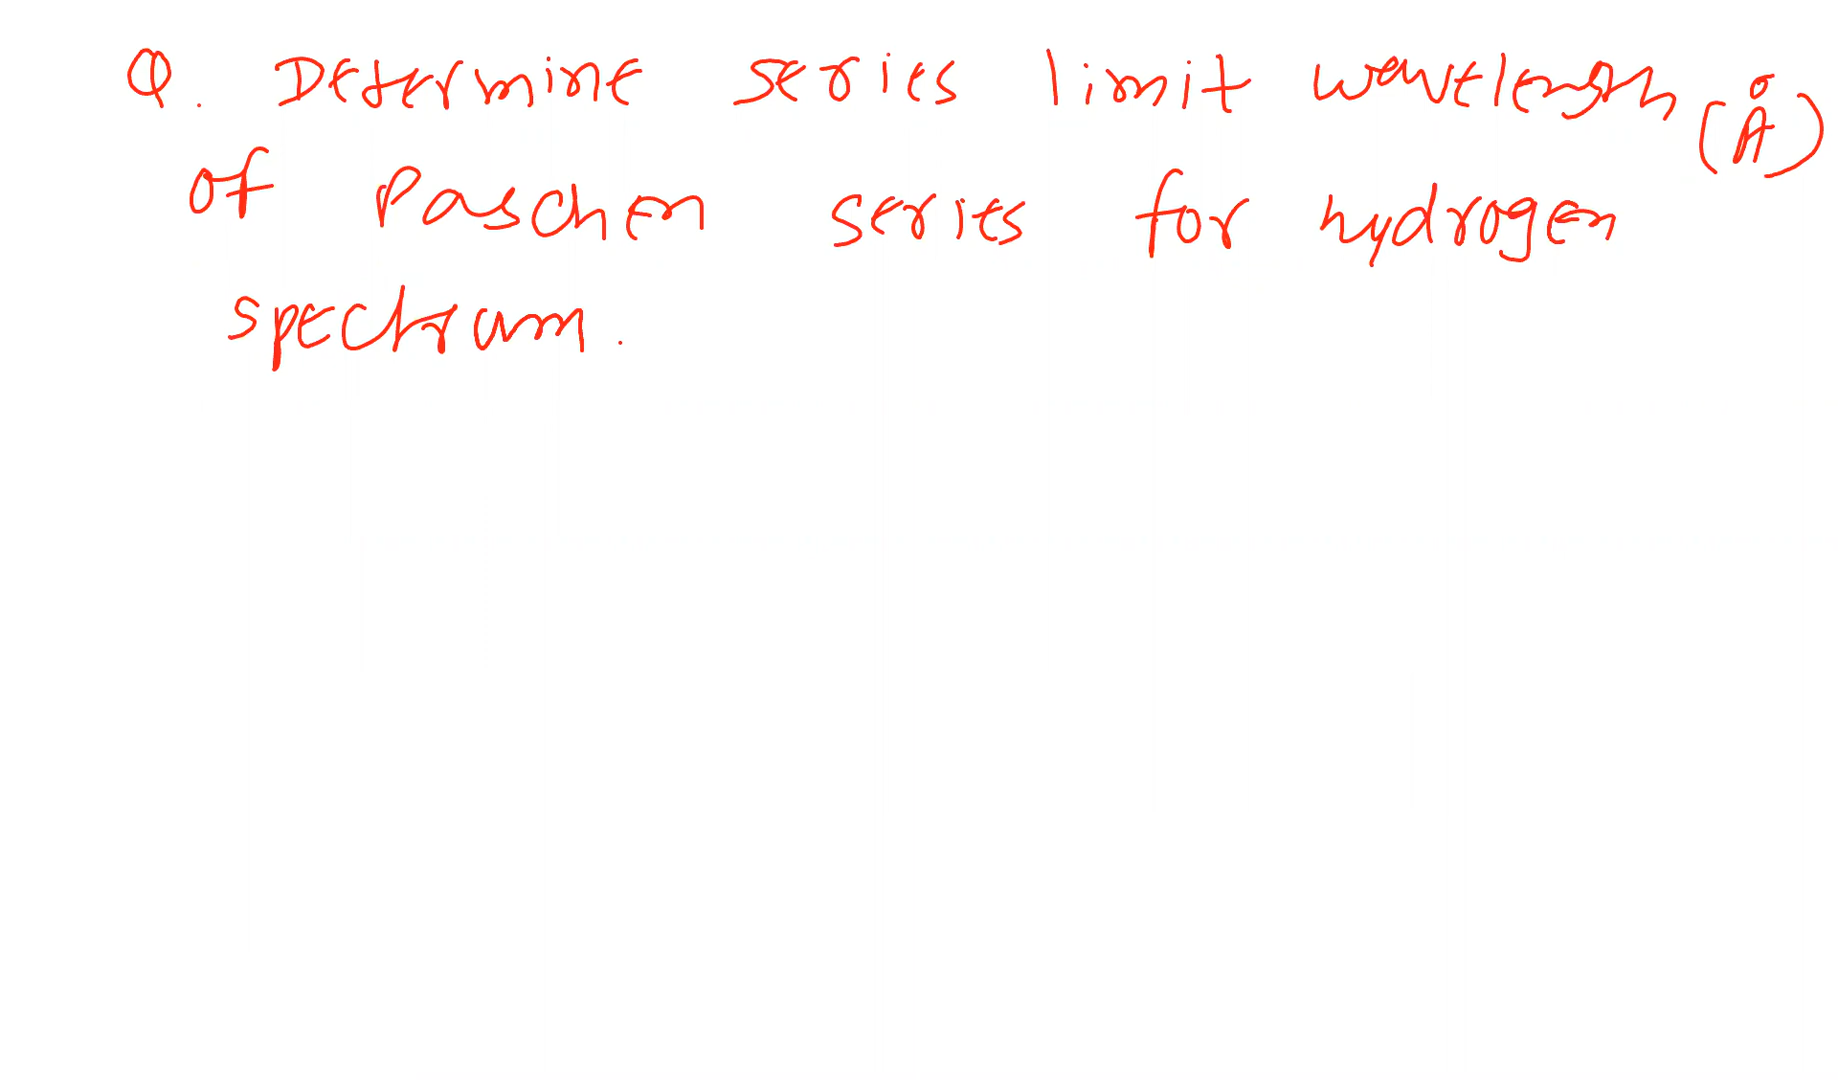 Q. Determine series limit wavelength (Å)
of Paschen series for hydrogen
spectrum.